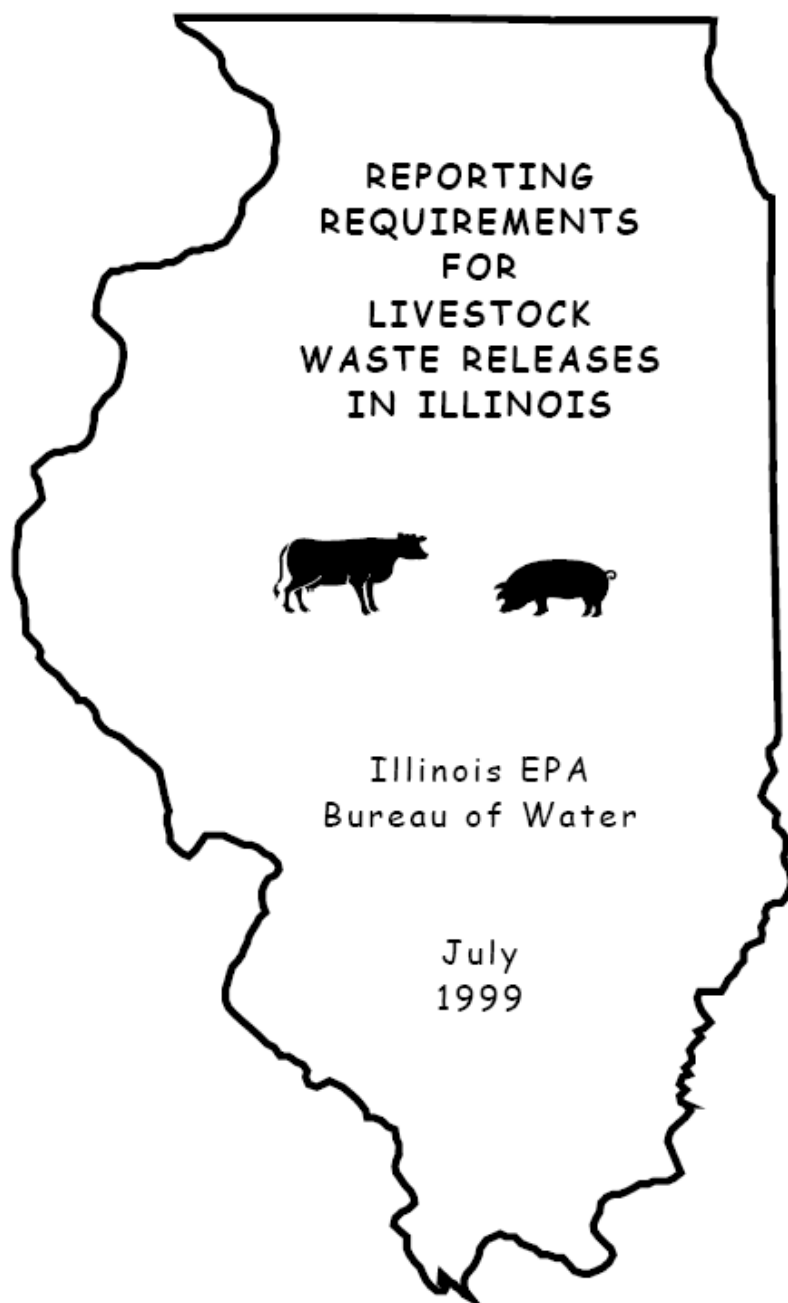 REPORTING
REQUIREMENTS
FOR
LIVESTOCK
WASTE RELEASES
IN ILLINOIS
Illinois EPA
Bureau of Water
July
1999